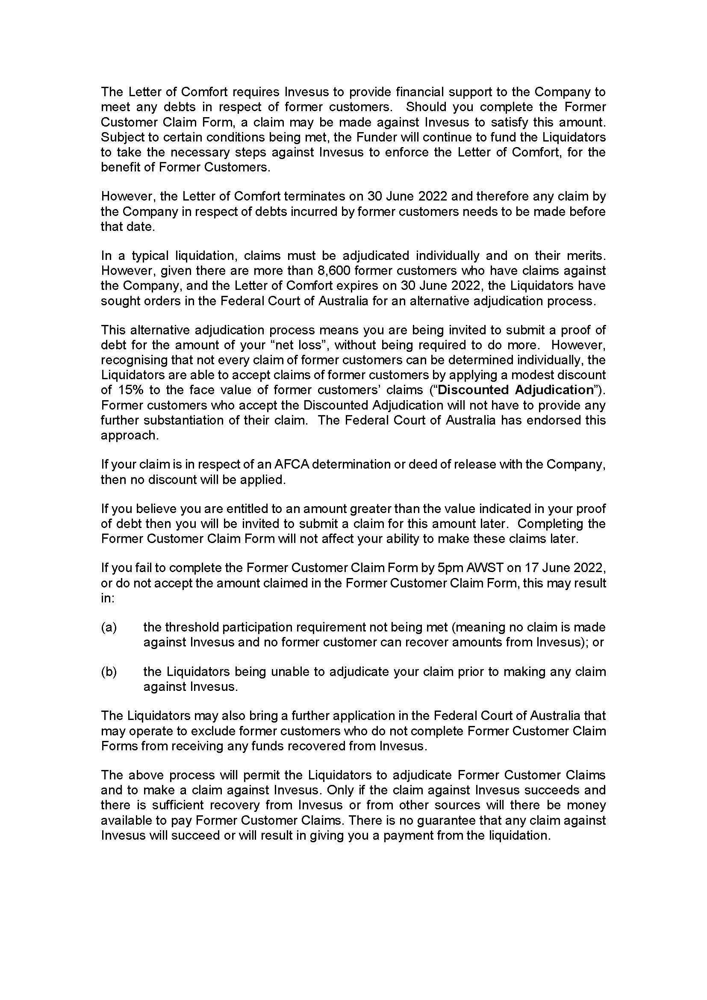 The Letter of Comfort requires Invesus to provide financial support to the Company to
meet any debts in respect of former customers.  Should you complete the Former
Customer Claim Form, a claim may be made against Invesus to satisfy this amount.
Subject to certain conditions being met, the Funder will continue to fund the Liquidators
to take the necessary steps against Invesus to enforce the Letter of Comfort, for the
benefit of Former Customers.
However, the Letter of Comfort terminates on 30 June 2022 and therefore any claim by
the Company in respect of debts incurred by former customers needs to be made before
that date.
In a typical liquidation, claims must be adjudicated individually and on their merits.
However, given there are more than 8,600 former customers who have claims against
the Company, and the Letter of Comfort expires on 30 June 2022, the Liquidators have
sought orders in the Federal Court of Australia for an alternative adjudication process.
This alternative adjudication process means you are being invited to submit a proof of
debt for the amount of your “net loss”, without being required to do more.  However,
recognising that not every claim of former customers can be determined individually, the
Liquidators are able to accept claims of former customers by applying a modest discount
of 15% to the face value of former customers’ claims (“Discounted Adjudication”).
Former customers who accept the Discounted Adjudication will not have to provide any
further substantiation of their claim.  The Federal Court of Australia has endorsed this
approach.
If your claim is in respect of an AFCA determination or deed of release with the Company,
then no discount will be applied.
If you believe you are entitled to an amount greater than the value indicated in your proof
of debt then you will be invited to submit a claim for this amount later.  Completing the
Former Customer Claim Form will not affect your ability to make these claims later.
If you fail to complete the Former Customer Claim Form by 5pm AWST on 17 June 2022,
or do not accept the amount claimed in the Former Customer Claim Form, this may result
in:
(a) the threshold participation requirement not being met (meaning no claim is made
against Invesus and no former customer can recover amounts from Invesus); or
(b) the Liquidators being unable to adjudicate your claim prior to making any claim
against Invesus.
The Liquidators may also bring a further application in the Federal Court of Australia that
may operate to exclude former customers who do not complete Former Customer Claim
Forms from receiving any funds recovered from Invesus.
The above process will permit the Liquidators to adjudicate Former Customer Claims
and to make a claim against Invesus. Only if the claim against Invesus succeeds and
there is sufficient recovery from Invesus or from other sources will there be money
available to pay Former Customer Claims. There is no guarantee that any claim against
Invesus will succeed or will result in giving you a payment from the liquidation.